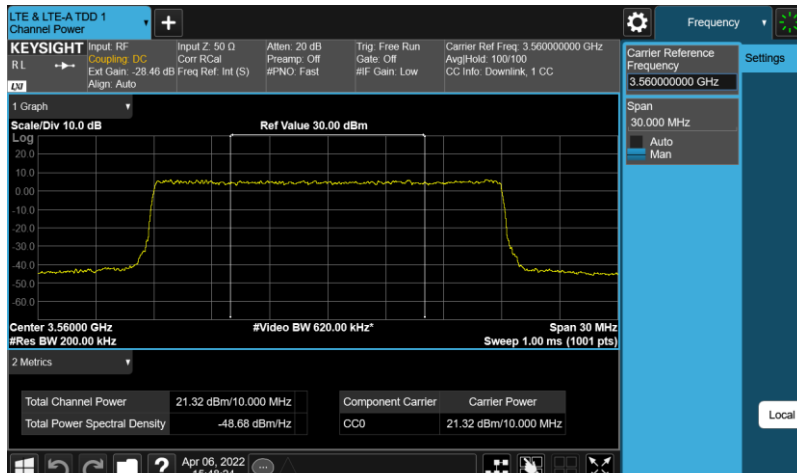 LTE & LTE-A TDD 1
Channel Power
Frequency
KEYSIGHT
R L
LXI
Input: RF
Coupling: DC
Ext Gain: -28.46 dB
Align: Auto
Input Z: 50 Ω
Corr RCal
Freq Ref: Int (S)
Atten: 20 dB
Preamp: Off
#PNO: Fast
Trig: Free Run
Gate: Off
#IF Gain: Low
Carrier Ref Freq: 3.560000000 GHz
Avg|Hold: 100/100
CC Info: Downlink, 1 CC
Carrier Reference
Frequency
3.560000000 GHz
Settings
Span
30.000 MHz
Auto
Man
1 Graph
Scale/Div 10.0 dB
Ref Value 30.00 dBm
Log
20.0
10.0
0.00
-10.0
-20.0
-30.0
-40.0
-50.0
-60.0
Center 3.56000 GHz
#Video BW 620.00 kHz*
Span 30 MHz
#Res BW 200.00 kHz
Sweep 1.00 ms (1001 pts)
2 Metrics
Total Channel Power 21.32 dBm/10.000 MHz
Total Power Spectral Density -48.68 dBm/Hz
Component Carrier Carrier Power
CC0 21.32 dBm/10.000 MHz
Local
Apr 06, 2022